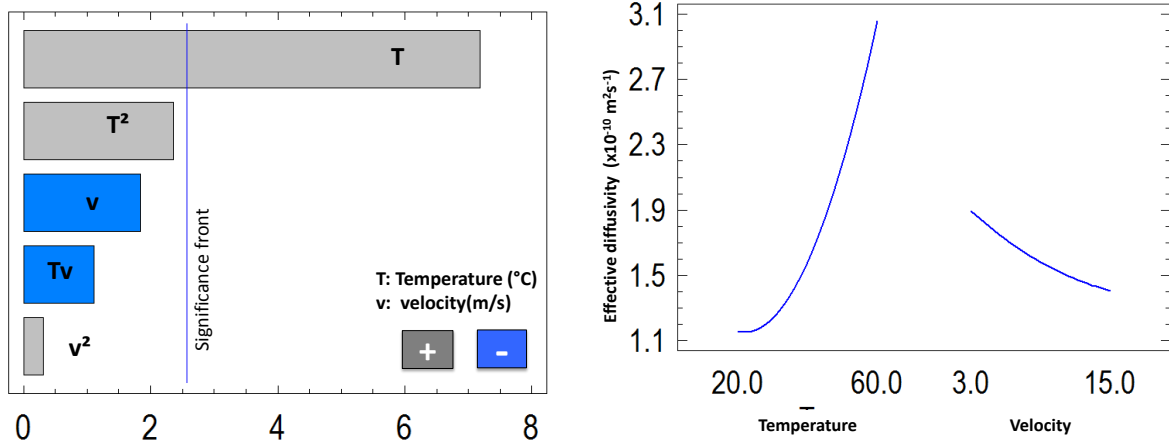 T
T²
v
Tv
v²
Significance front
T: Temperature (°C)
v: velocity(m/s)
+
-
0 2 4 6 8
Effective diffusivity (x10⁻¹⁰ m²s⁻¹)
3.1
2.7
2.3
1.9
1.5
1.1
20.0 60.0 3.0 15.0
Temperature Velocity